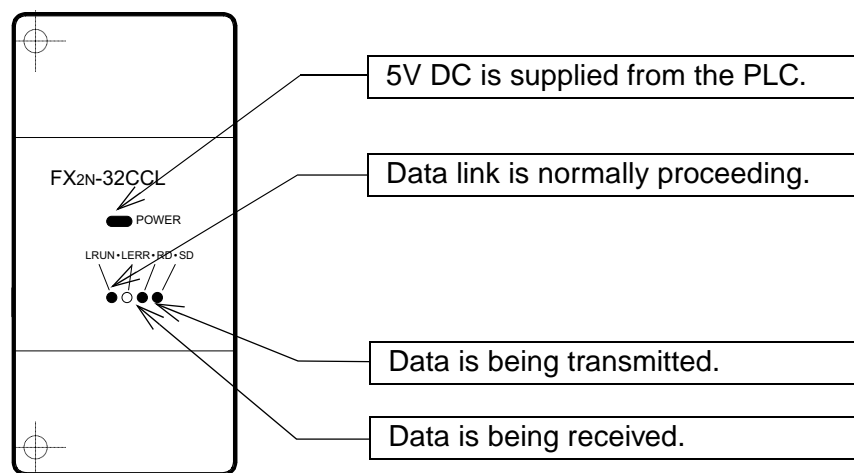 5V DC is supplied from the PLC.
Data link is normally proceeding.
FX2N-32CCL
POWER
LRUN•LERR•RD•SD
Data is being transmitted.
Data is being received.